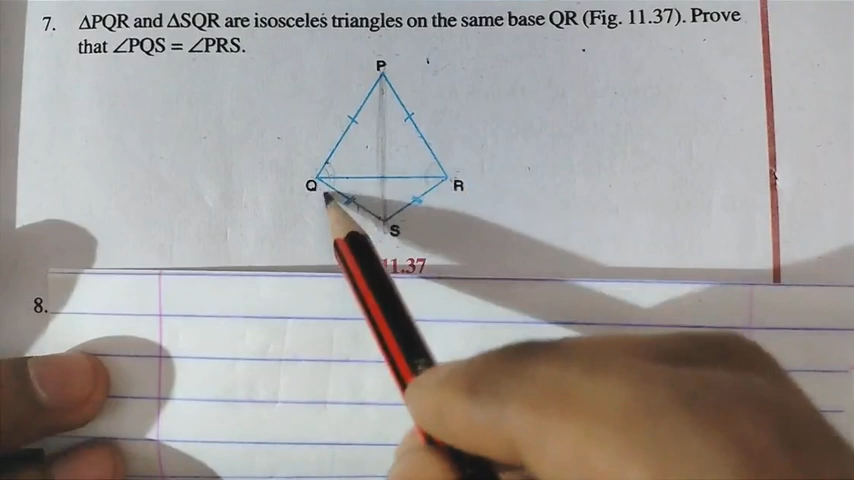 7. ΔPQR and ΔSQR are isosceles triangles on the same base QR (Fig. 11.37). Prove
that ∠PQS = ∠PRS.
P
Q
R
S
11.37
8.